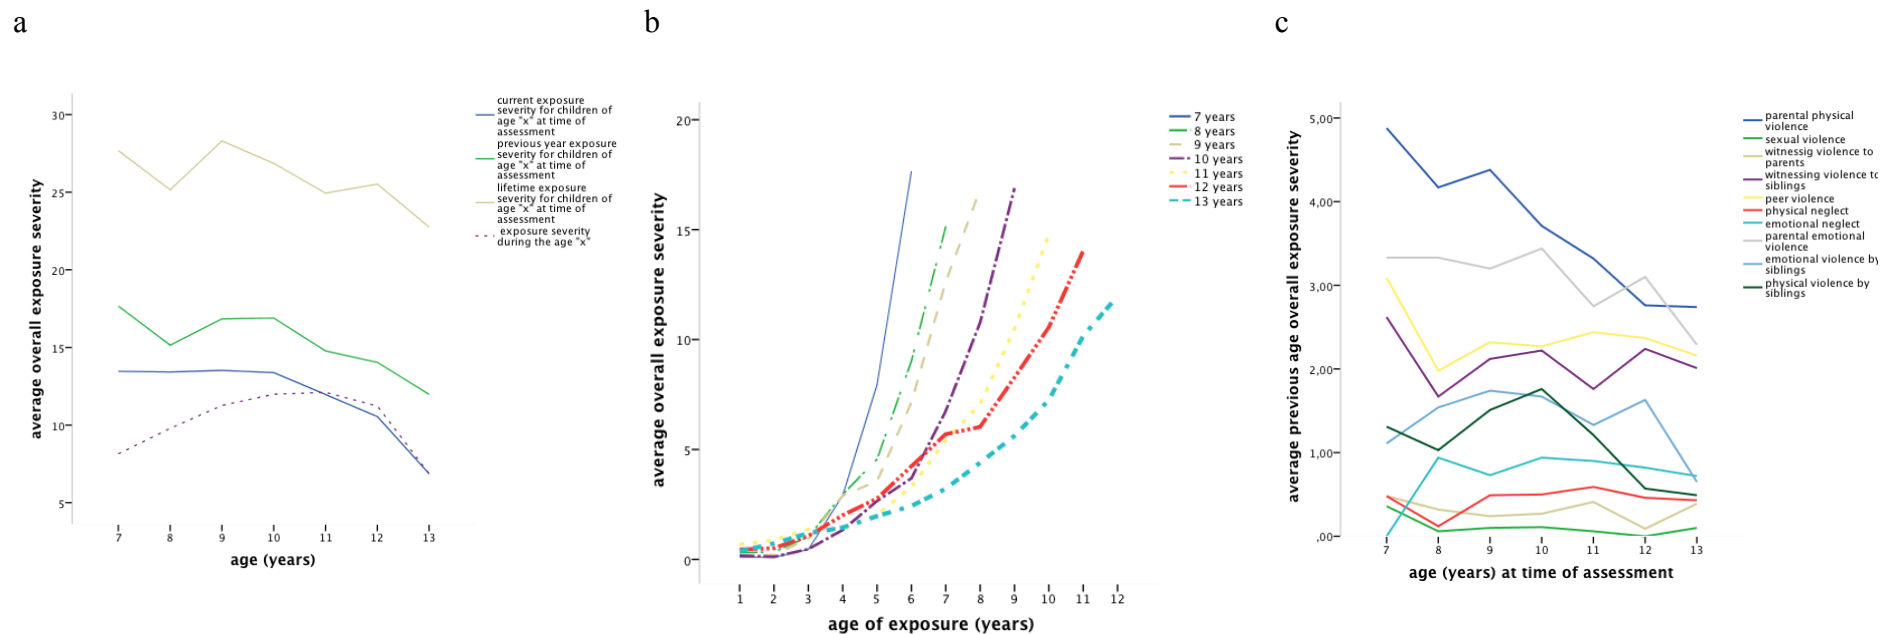 a
b
c
average overall exposure severity
30
25
20
15
10
5
7
8
9
10
11
12
13
age (years)
current exposure
severity for children of
age "x" at time of
assessment
previous year exposure
severity for children of
age "x" at time of
assessment
lifetime exposure
severity for children of
age "x" at time of
assessment
exposure severity
during the age "x"
average overall exposure severity
20
15
10
5
0
1
2
3
4
5
6
7
8
9
10
11
12
age of exposure (years)
7 years
8 years
9 years
10 years
11 years
12 years
13 years
average previous age overall exposure severity
5,00
4,00
3,00
2,00
1,00
,00
7
8
9
10
11
12
13
age (years) at time of assessment
parental physical
violence
sexual violence
witnessig violence to
parents
witnessing violence to
siblings
peer violence
physical neglect
emotional neglect
parental emotional
violence
emotional violence by
siblings
physical violence by
siblings